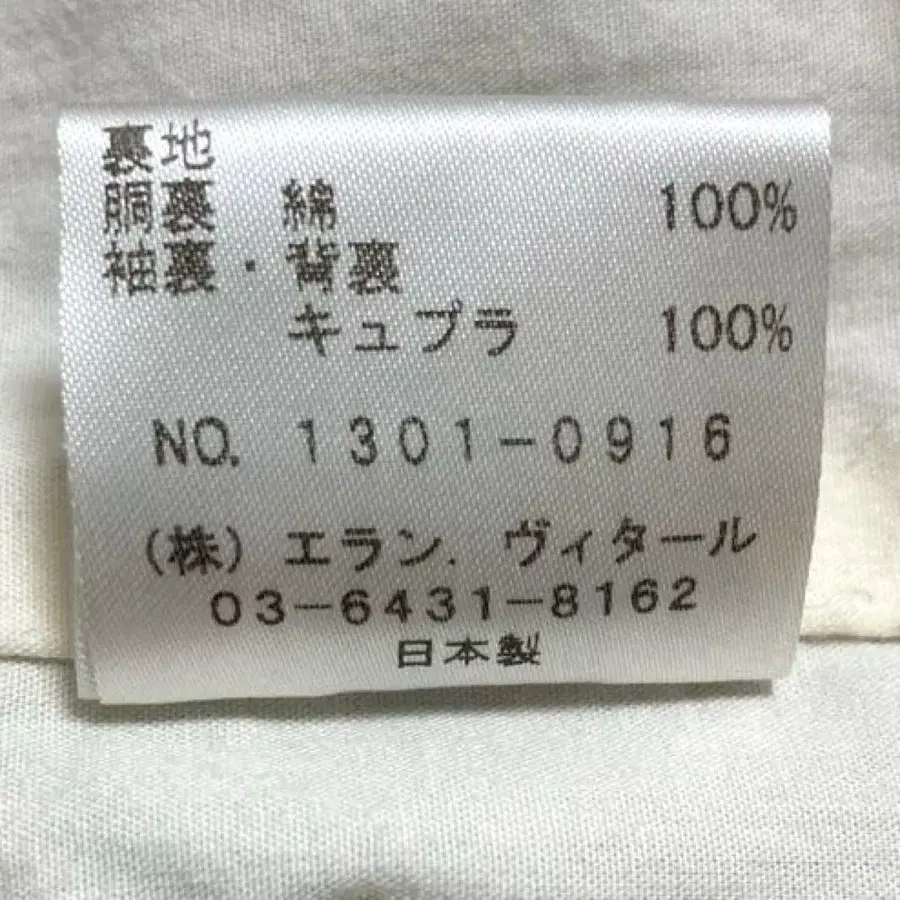 裏地
胴裏 綿 100%
袖裏・背裏
キュプラ 100%
NO. 1301-0916
(株) エラン. ヴィタール
03-6431-8162
日本製